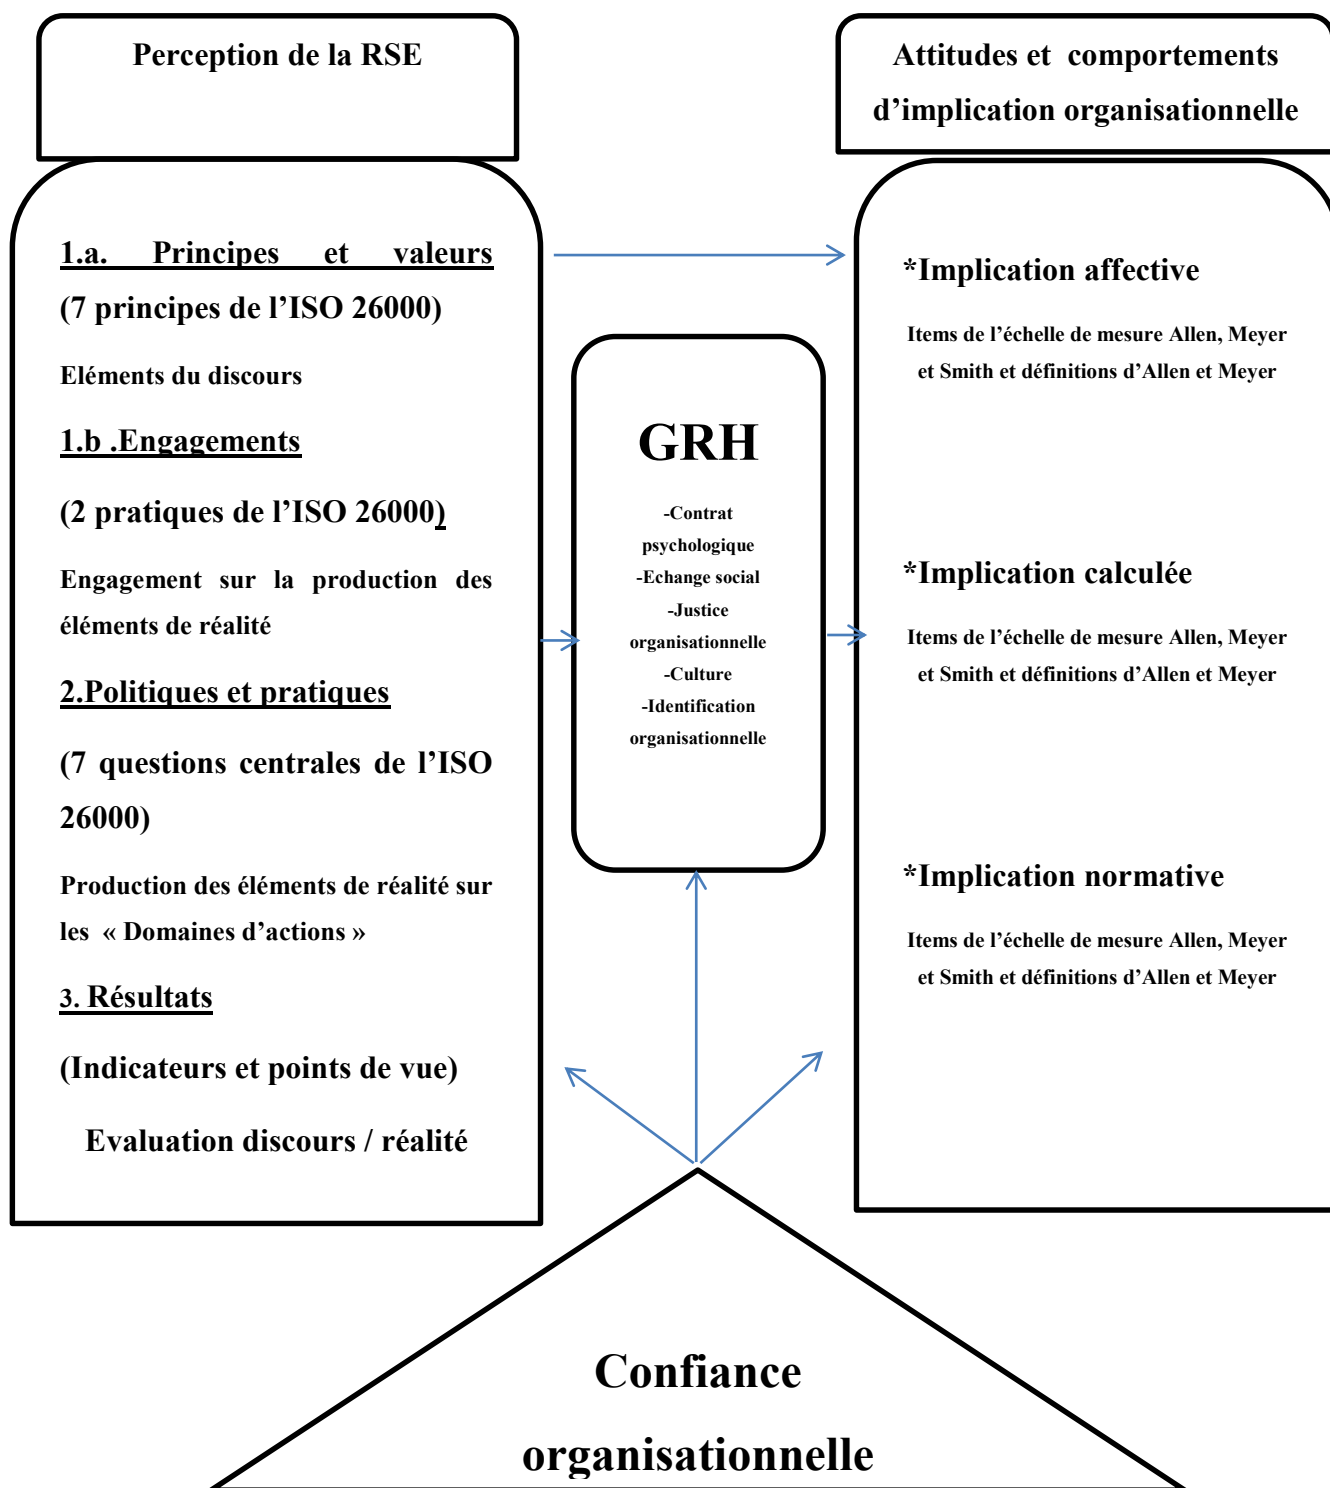 Perception de la RSE
1.a. Principes et valeurs
(7 principes de l’ISO 26000)
Eléments du discours
1.b .Engagements
(2 pratiques de l’ISO 26000)
Engagement sur la production des
éléments de réalité
2.Politiques et pratiques
(7 questions centrales de l’ISO
26000)
Production des éléments de réalité sur
les « Domaines d’actions »
3. Résultats
(Indicateurs et points de vue)
Evaluation discours / réalité
GRH
-Contrat
psychologique
-Echange social
-Justice
organisationnelle
-Culture
-Identification
organisationnelle
Attitudes et comportements
d’implication organisationnelle
*Implication affective
Items de l’échelle de mesure Allen, Meyer
et Smith et définitions d’Allen et Meyer
*Implication calculée
Items de l’échelle de mesure Allen, Meyer
et Smith et définitions d’Allen et Meyer
*Implication normative
Items de l’échelle de mesure Allen, Meyer
et Smith et définitions d’Allen et Meyer
Confiance
organisationnelle